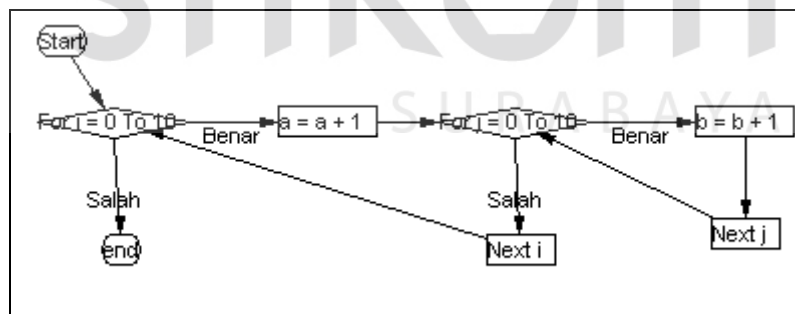 Start
SURABAYA
For i = 0 To 10
Benar
a = a + 1
For j = 0 To 10
Benar
b = b + 1
Salah
Salah
end
Next i
Next j